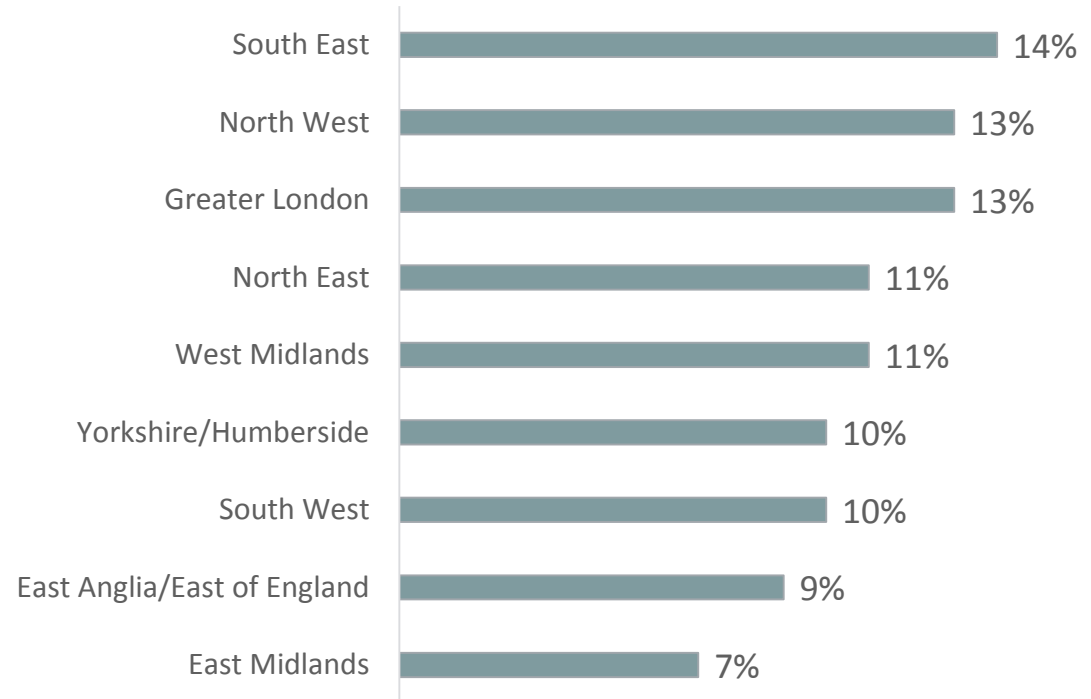 South East 14%
North West 13%
Greater London 13%
North East 11%
West Midlands 11%
Yorkshire/Humberside 10%
South West 10%
East Anglia/East of England 9%
East Midlands 7%